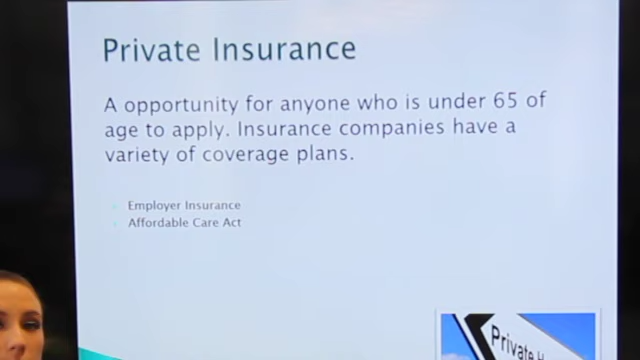 Private Insurance
A opportunity for anyone who is under 65 of
age to apply. Insurance companies have a
variety of coverage plans.
Employer Insurance
Affordable Care Act
Private H